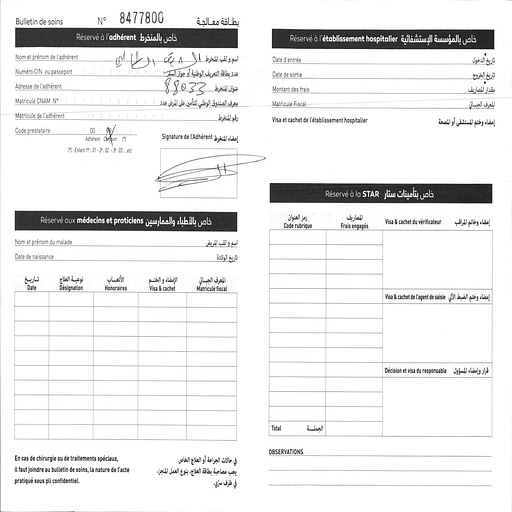 Bulletin de soins N° 8477800 بطاقة معالجة
Réservé à l'adhérent خاص بالمنخرط
Nom et prénom de l'adhérent اسم و لقب المنخرط
Numéro CIN ou passeport عدد بطاقة التعريف الوطنية أو جواز السفر
Adresse de l'adhérent 88033 عنوان المنخرط
Matricule CNAM N° معرف الصندوق الوطني للتأمين على المرض عدد
Matricule de l'adhérent رقم المنخرط
Code prestataire 00 99
Adhérent Conjoint (*)
(*) : Enfant 1er , 01 - 2e - 02 - 3e - 03 ... etc.
Signature de l'Adhérent إمضاء المنخرط
Réservé aux médecins et praticiens خاص بالأطباء والممارسين
Nom et prénom du malade اسم و لقب المريض
Date de naissance تاريخ الولادة
تاريخ نوعية العلاج الأتعاب الإمضاء و الختم المعرف الجبائي
Date Désignation Honoraires Visa & cachet Matricule fiscal
En cas de chirurgie ou de traitements spéciaux,
il faut joindre au bulletin de soins, la nature de l'acte
pratiqué sous pli confidentiel.
في حالات الجراحة أو العلاج الخاص
يجب مصاحبة بطاقة العلاج، بنوع العمل المنجز،
في ظرف سري.
Réservé à l'établissement hospitalier خاص بالمؤسسة الإستشفائية
Date d'entrée تاريخ الدخول
Date de sortie تاريخ الخروج
Montant des frais مقدار المصاريف
Matricule Fiscal المعرف الجبائي
Visa et cachet de l'établissement hospitalier إمضاء وختم المستشفى أو المصحة
Réservé à la STAR خاص بتأمينات ستار
رمز العنوان المصاريف
Code rubrique Frais engagés
Visa & cachet du vérificateur إمضاء وختم المراقب
Visa & cachet de l'agent de saisie إمضاء وختم الضبط الآلي
Décision et visa du responsable قرار وإمضاء المسؤول
Total الجملة
OBSERVATIONS